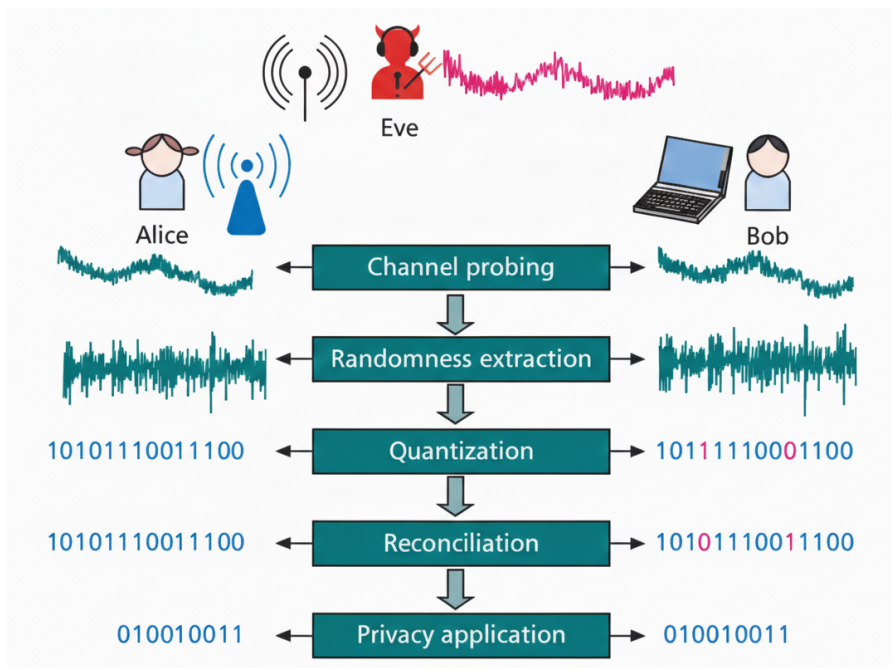 Eve
Alice
Bob
Channel probing
Randomness extraction
10101110011100
Quantization
10111110001100
10101110011100
Reconciliation
10101110011100
010010011
Privacy application
010010011